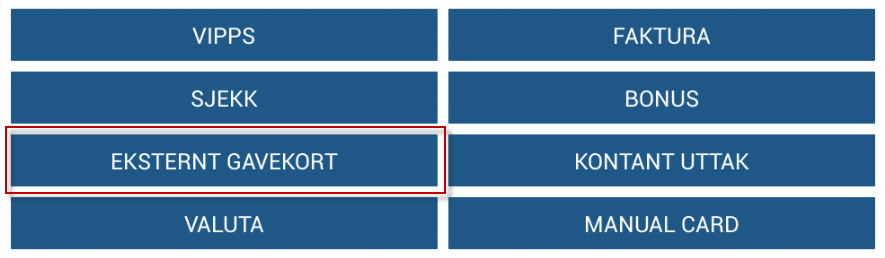 VIPPS
FAKTURA
SJEKK
BONUS
EKSTERNT GAVEKORT
KONTANT UTTAK
VALUTA
MANUAL CARD